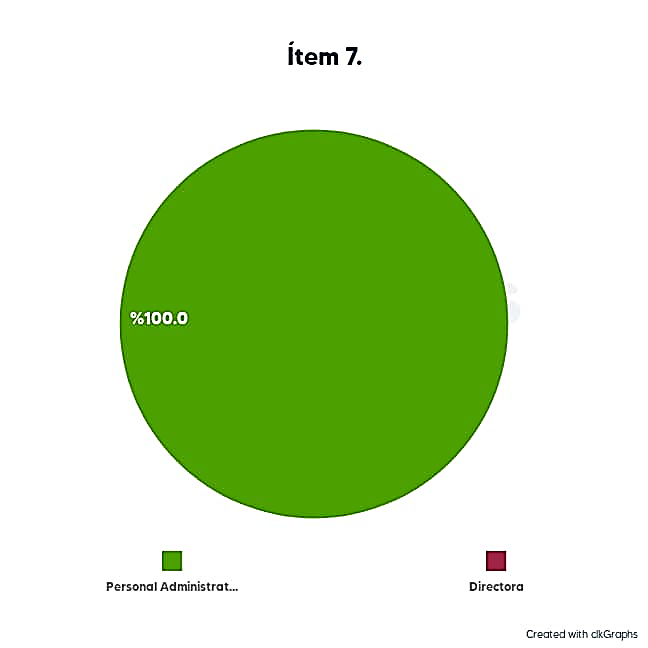 Ítem 7.
%100.0
Personal Administrat...
Directora
Created with clkGraphs